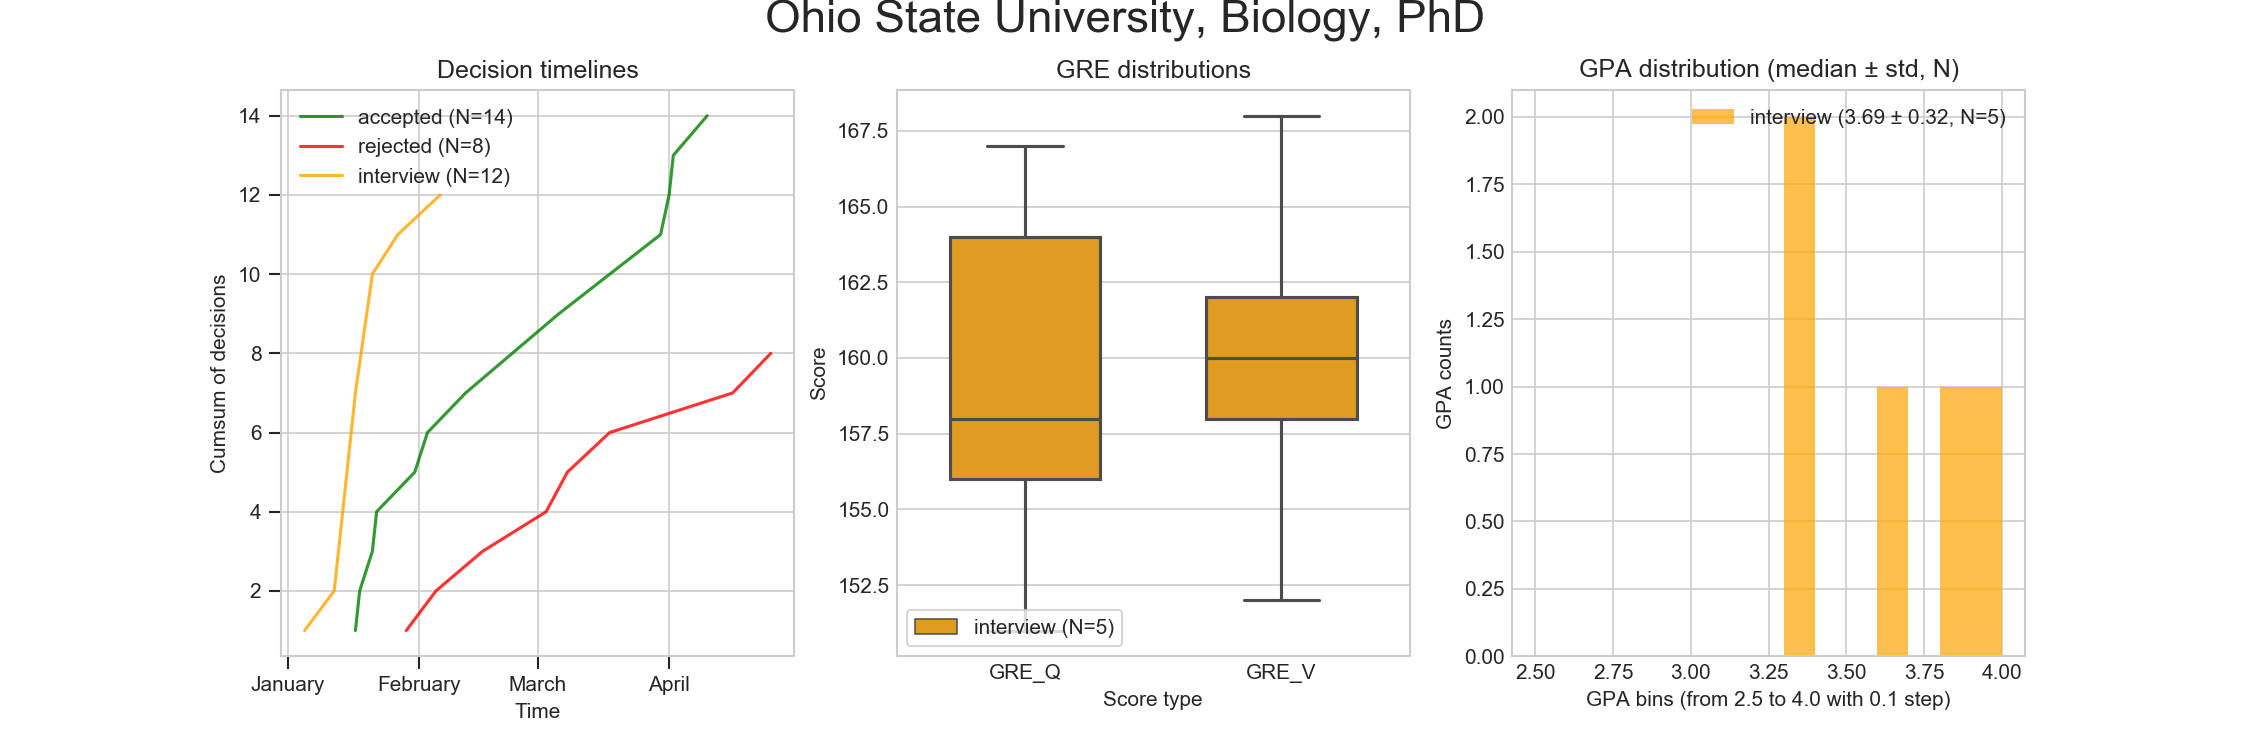 Ohio State University, Biology, PhD
Decision timelines
14
12
10
8
6
4
2
Cumsum of decisions
accepted (N=14)
rejected (N=8)
interview (N=12)
January
February
March
April
Time
GRE distributions
167.5
165.0
162.5
160.0
157.5
155.0
152.5
Score
interview (N=5)
GRE_Q
GRE_V
Score type
GPA distribution (median ± std, N)
2.00
1.75
1.50
1.25
1.00
0.75
0.50
0.25
0.00
GPA counts
interview (3.69 ± 0.32, N=5)
2.50
2.75
3.00
3.25
3.50
3.75
4.00
GPA bins (from 2.5 to 4.0 with 0.1 step)